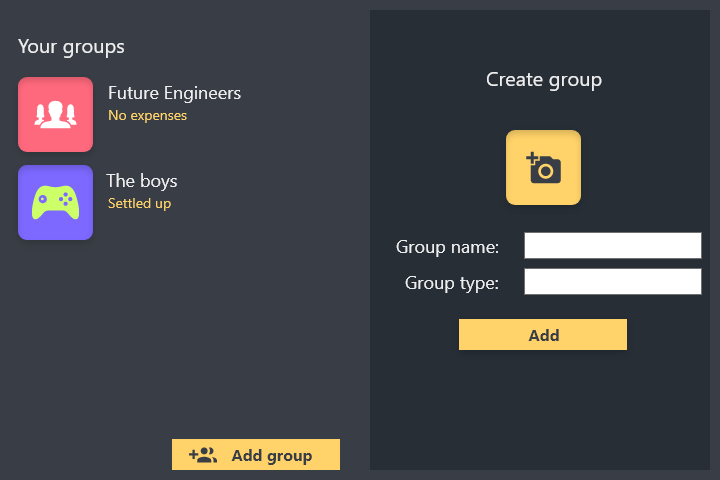 Your groups
Future Engineers
No expenses
The boys
Settled up
Add group
Create group
Group name:
Group type:
Add